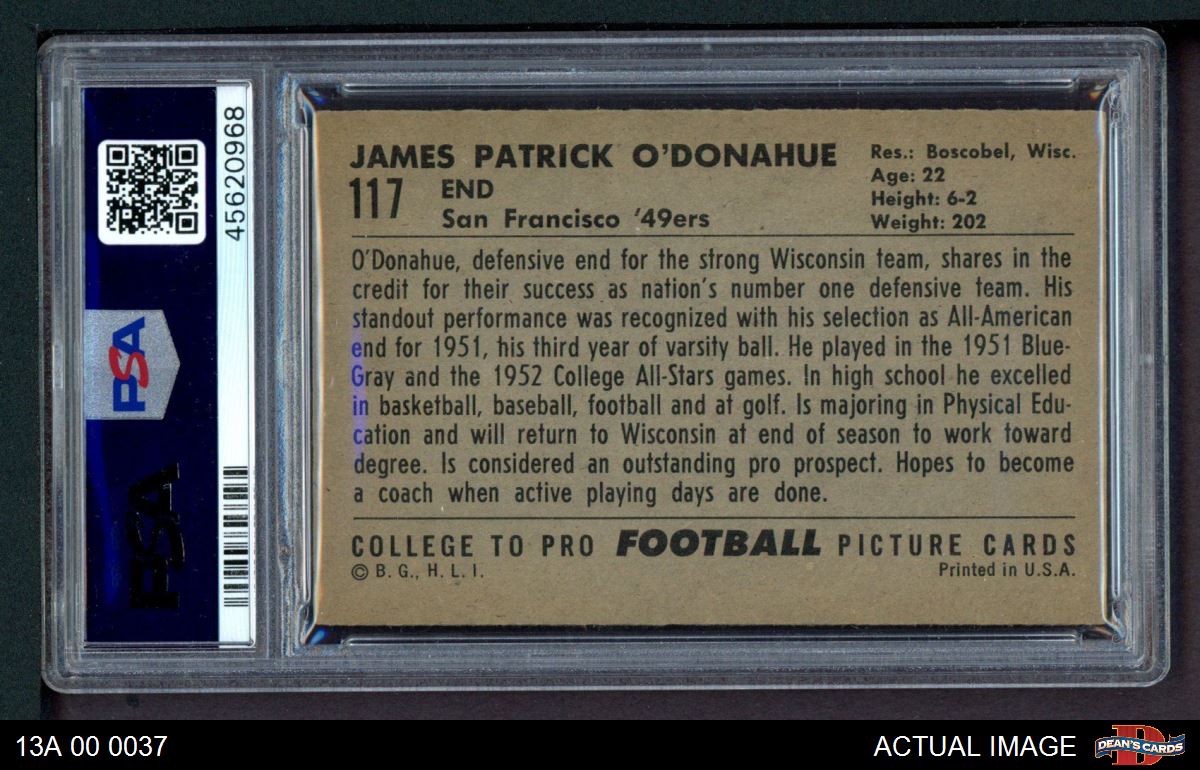 45620968
PSA
PSA
JAMES PATRICK O'DONAHUE
117
END
San Francisco '49ers
Res.: Boscobel, Wisc.
Age: 22
Height: 6-2
Weight: 202
O'Donahue, defensive end for the strong Wisconsin team, shares in the
credit for their success as nation's number one defensive team. His
standout performance was recognized with his selection as All-American
end for 1951, his third year of varsity ball. He played in the 1951 Blue-
Gray and the 1952 College All-Stars games. In high school he excelled
in basketball, baseball, football and at golf. Is majoring in Physical Edu-
cation and will return to Wisconsin at end of season to work toward
degree. Is considered an outstanding pro prospect. Hopes to become
a coach when active playing days are done.
COLLEGE TO PRO FOOTBALL PICTURE CARDS
© B. G., H. L. I.
Printed in U.S.A.
13A 00 0037
ACTUAL IMAGE
D
DEAN'S CARDS